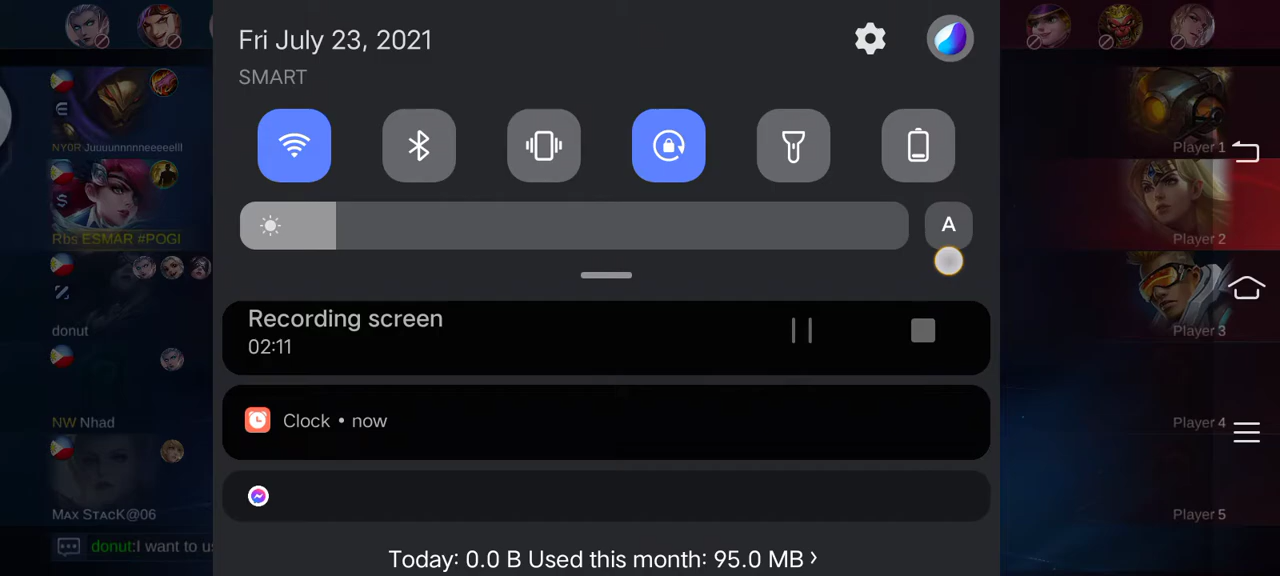 Fri July 23, 2021
SMART
A
Recording screen
02:11
Clock • now
Today: 0.0 B Used this month: 95.0 MB ›
NY0R Juuuunnnnneeeelll
Rbs ESMAR #POGI
donut
NW Nhad
MAX STACK@06
donut:I want to u
Player 1
Player 2
Player 3
Player 4
Player 5